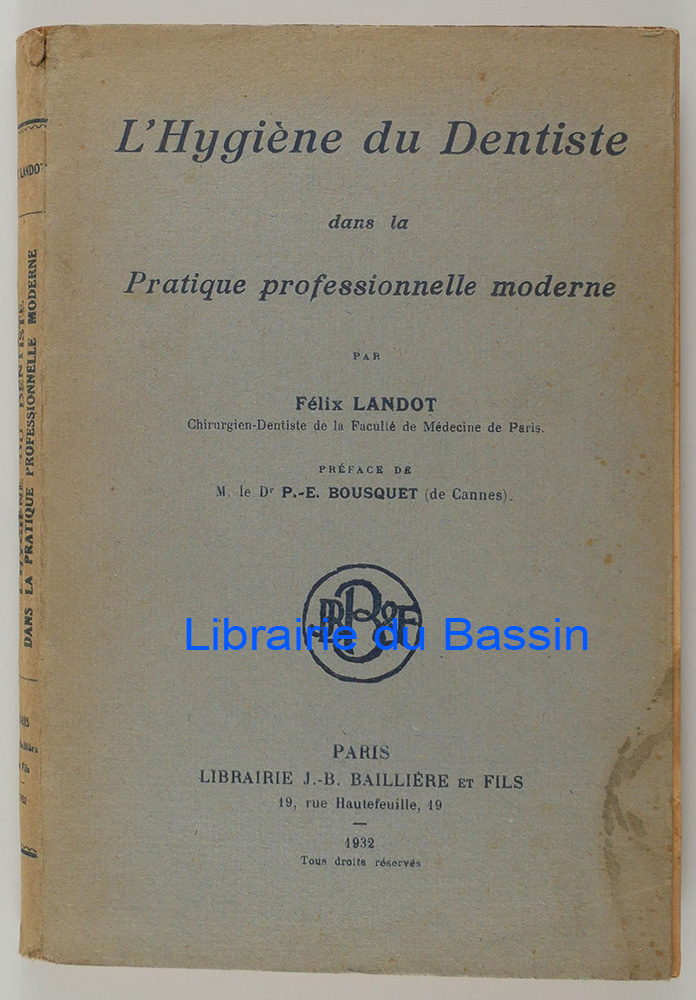 L'Hygiène du Dentiste
dans la
Pratique professionnelle moderne
PAR
Félix LANDOT
Chirurgien-Dentiste de la Faculté de Médecine de Paris.
PRÉFACE DE
M. le Dr P.-E. BOUSQUET (de Cannes).
Librairie du Bassin
PARIS
LIBRAIRIE J.-B. BAILLIÈRE ET FILS
19, rue Hautefeuille, 19
1932
Tous droits réservés
LANDOT
DANS LA PRATIQUE PROFESSIONNELLE MODERNE